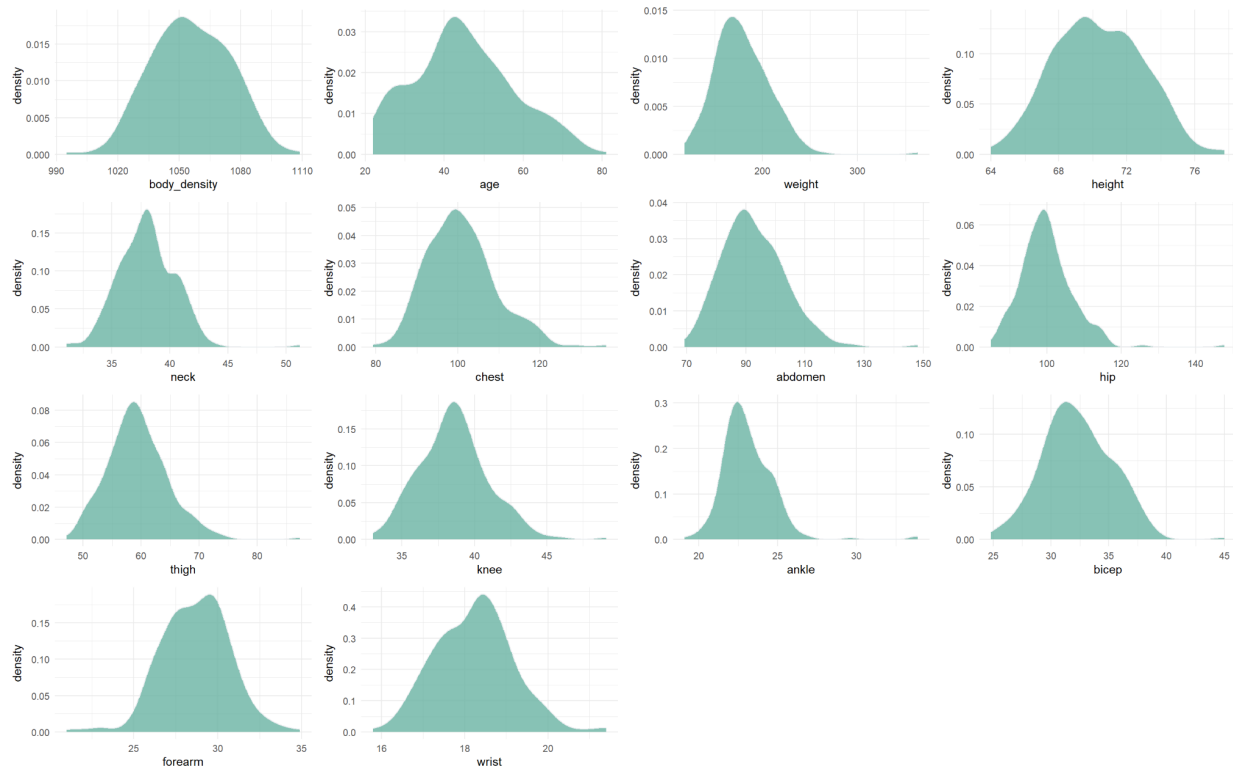 density
0.015
0.010
0.005
0.000
990 1020 1050 1080 1110
body_density
density
0.03
0.02
0.01
0.00
20 40 60 80
age
density
0.015
0.010
0.005
0.000
200 300
weight
density
0.10
0.05
0.00
64 68 72 76
height
density
0.15
0.10
0.05
0.00
35 40 45 50
neck
density
0.05
0.04
0.03
0.02
0.01
0.00
80 100 120
chest
density
0.04
0.03
0.02
0.01
0.00
70 90 110 130 150
abdomen
density
0.06
0.04
0.02
0.00
100 120 140
hip
density
0.08
0.06
0.04
0.02
0.00
50 60 70 80
thigh
density
0.15
0.10
0.05
0.00
35 40 45
knee
density
0.3
0.2
0.1
0.0
20 25 30
ankle
density
0.10
0.05
0.00
25 30 35 40 45
bicep
density
0.15
0.10
0.05
0.00
25 30 35
forearm
density
0.4
0.3
0.2
0.1
0.0
16 18 20
wrist